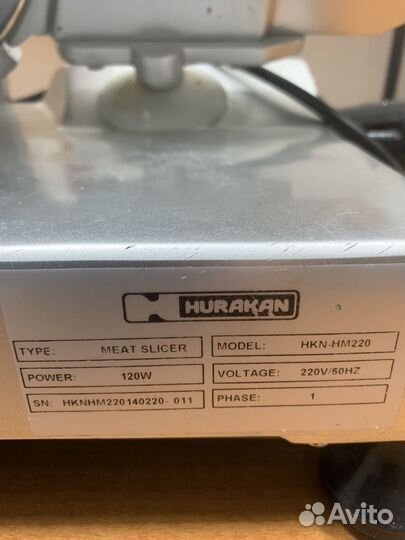 HURAKAN
TYPE: MEAT SLICER MODEL: HKN-HM220
POWER: 120W VOLTAGE: 220V/50HZ
SN: HKNHM220140220- 011 PHASE: 1
Avito